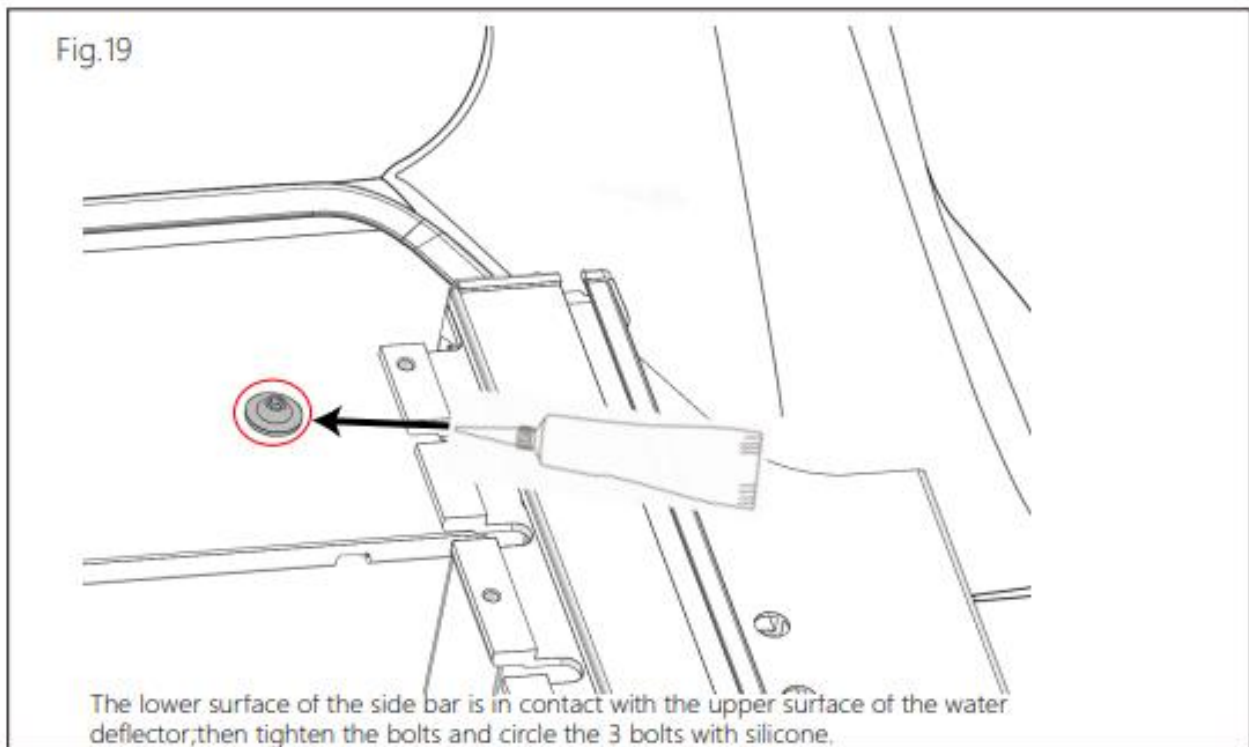 Fig.19
The lower surface of the side bar is in contact with the upper surface of the water
deflector;then tighten the bolts and circle the 3 bolts with silicone.